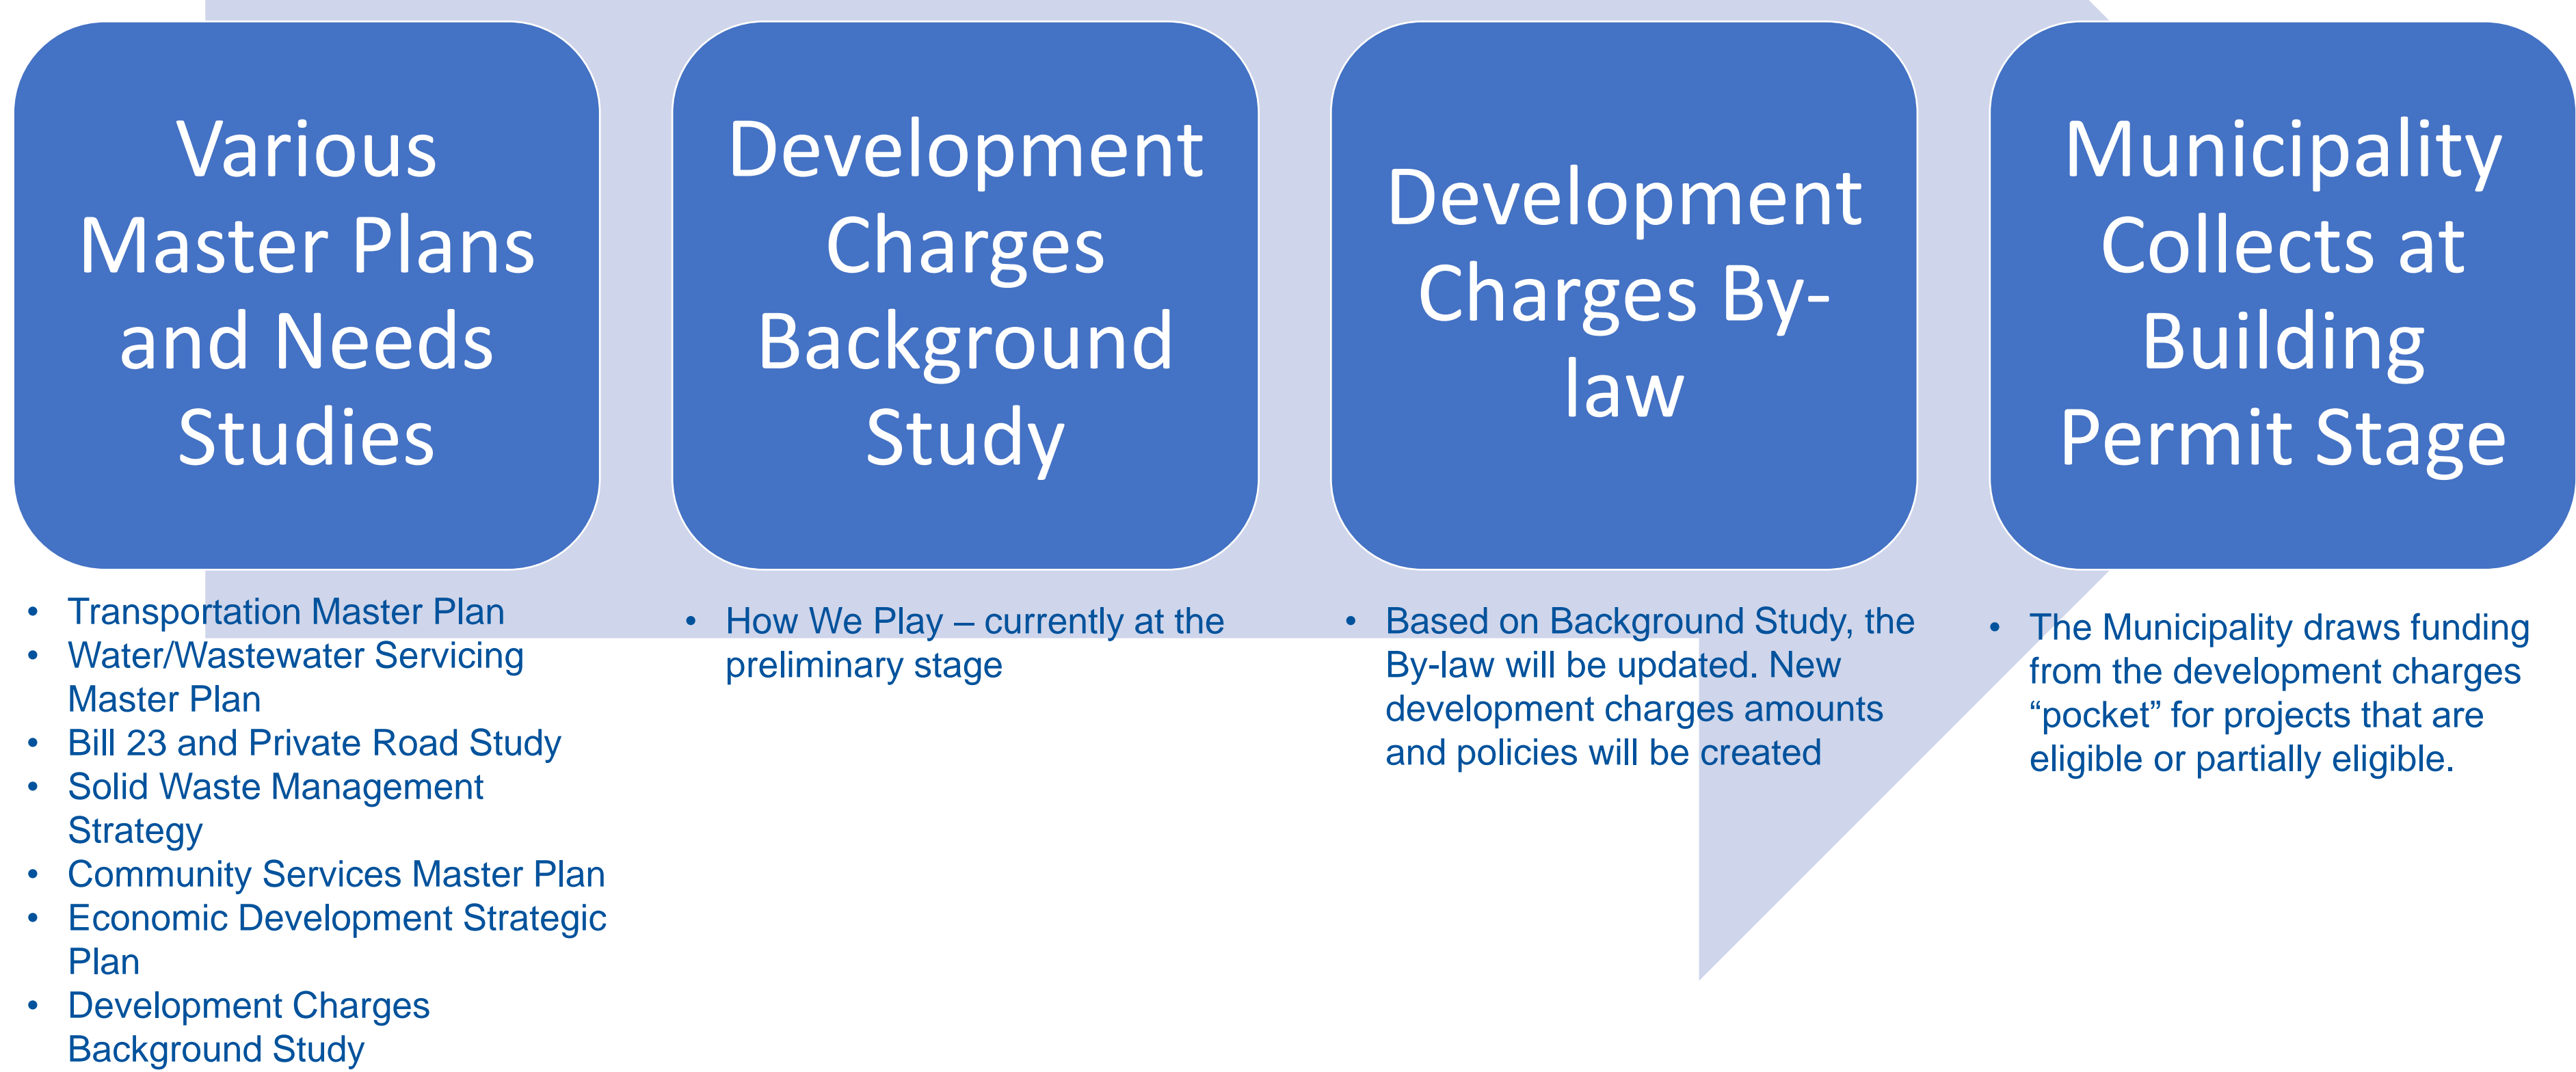 Various
Master Plans
and Needs
Studies
Development
Charges
Background
Study
Development
Charges By-
law
Municipality
Collects at
Building
Permit Stage
• Transportation Master Plan
• Water/Wastewater Servicing
Master Plan
• Bill 23 and Private Road Study
• Solid Waste Management
Strategy
• Community Services Master Plan
• Economic Development Strategic
Plan
• Development Charges
Background Study
• How We Play – currently at the
preliminary stage
• Based on Background Study, the
By-law will be updated. New
development charges amounts
and policies will be created
• The Municipality draws funding
from the development charges
“pocket” for projects that are
eligible or partially eligible.